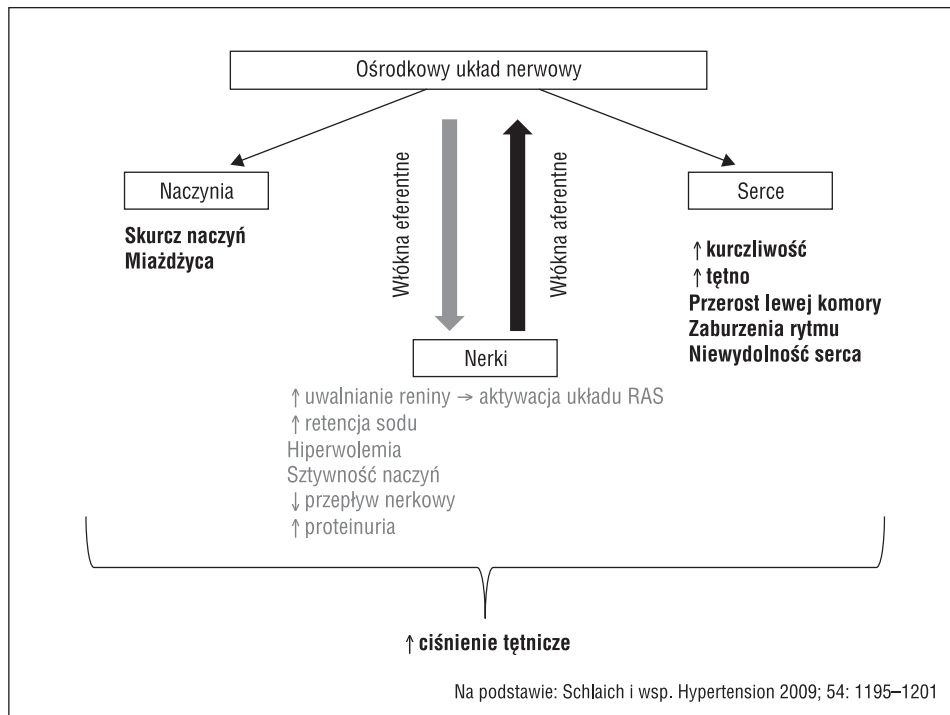 Ośrodkowy układ nerwowy
Naczynia
Skurcz naczyń
Miażdżyca
Włókna eferentne
Włókna aferentne
Serce
↑ kurczliwość
↑ tętno
Przerost lewej komory
Zaburzenia rytmu
Niewydolność serca
Nerki
↑ uwalnianie reniny → aktywacja układu RAS
↑ retencja sodu
Hiperwolemia
Sztywność naczyń
↓ przepływ nerkowy
↑ proteinuria
↑ ciśnienie tętnicze
Na podstawie: Schlaich i wsp. Hypertension 2009; 54: 1195–1201